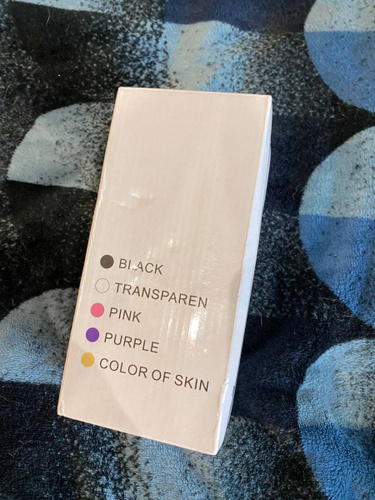 BLACK
TRANSPAREN
PINK
PURPLE
COLOR OF SKIN